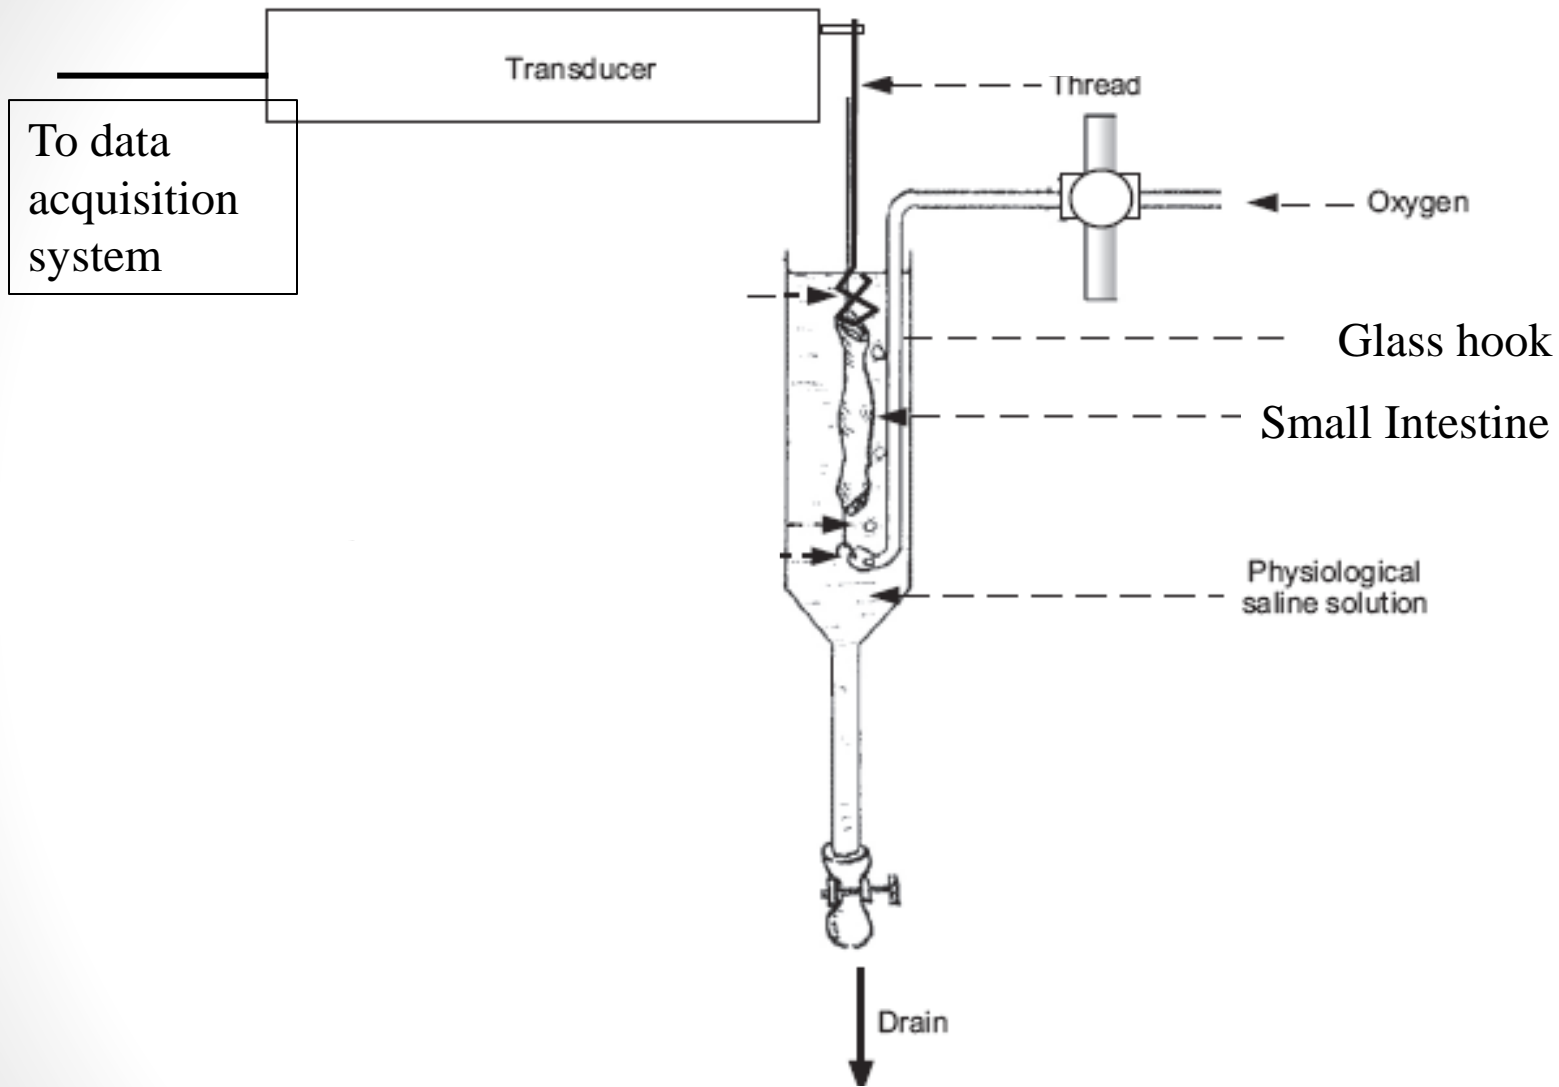 Transducer
Thread
To data
acquisition
system
Oxygen
Glass hook
Small Intestine
Physiological
saline solution
Drain